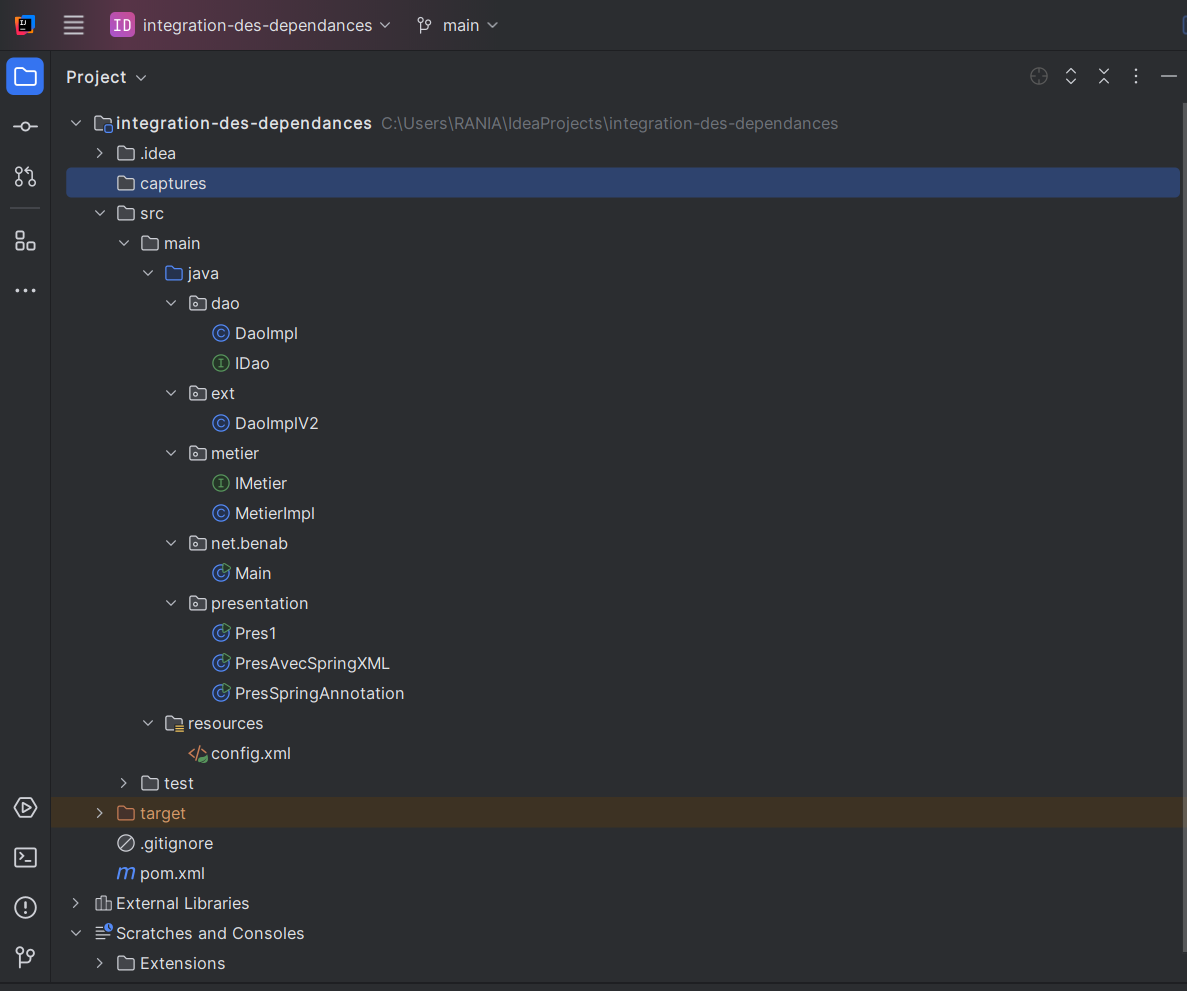 ID integration-des-dependances main
Project
integration-des-dependances C:\Users\RANIA\IdeaProjects\integration-des-dependances
.idea
captures
src
main
java
dao
DaoImpl
IDao
ext
DaoImplV2
metier
IMetier
MetierImpl
net.benab
Main
presentation
Pres1
PresAvecSpringXML
PresSpringAnnotation
resources
config.xml
test
target
.gitignore
pom.xml
External Libraries
Scratches and Consoles
Extensions